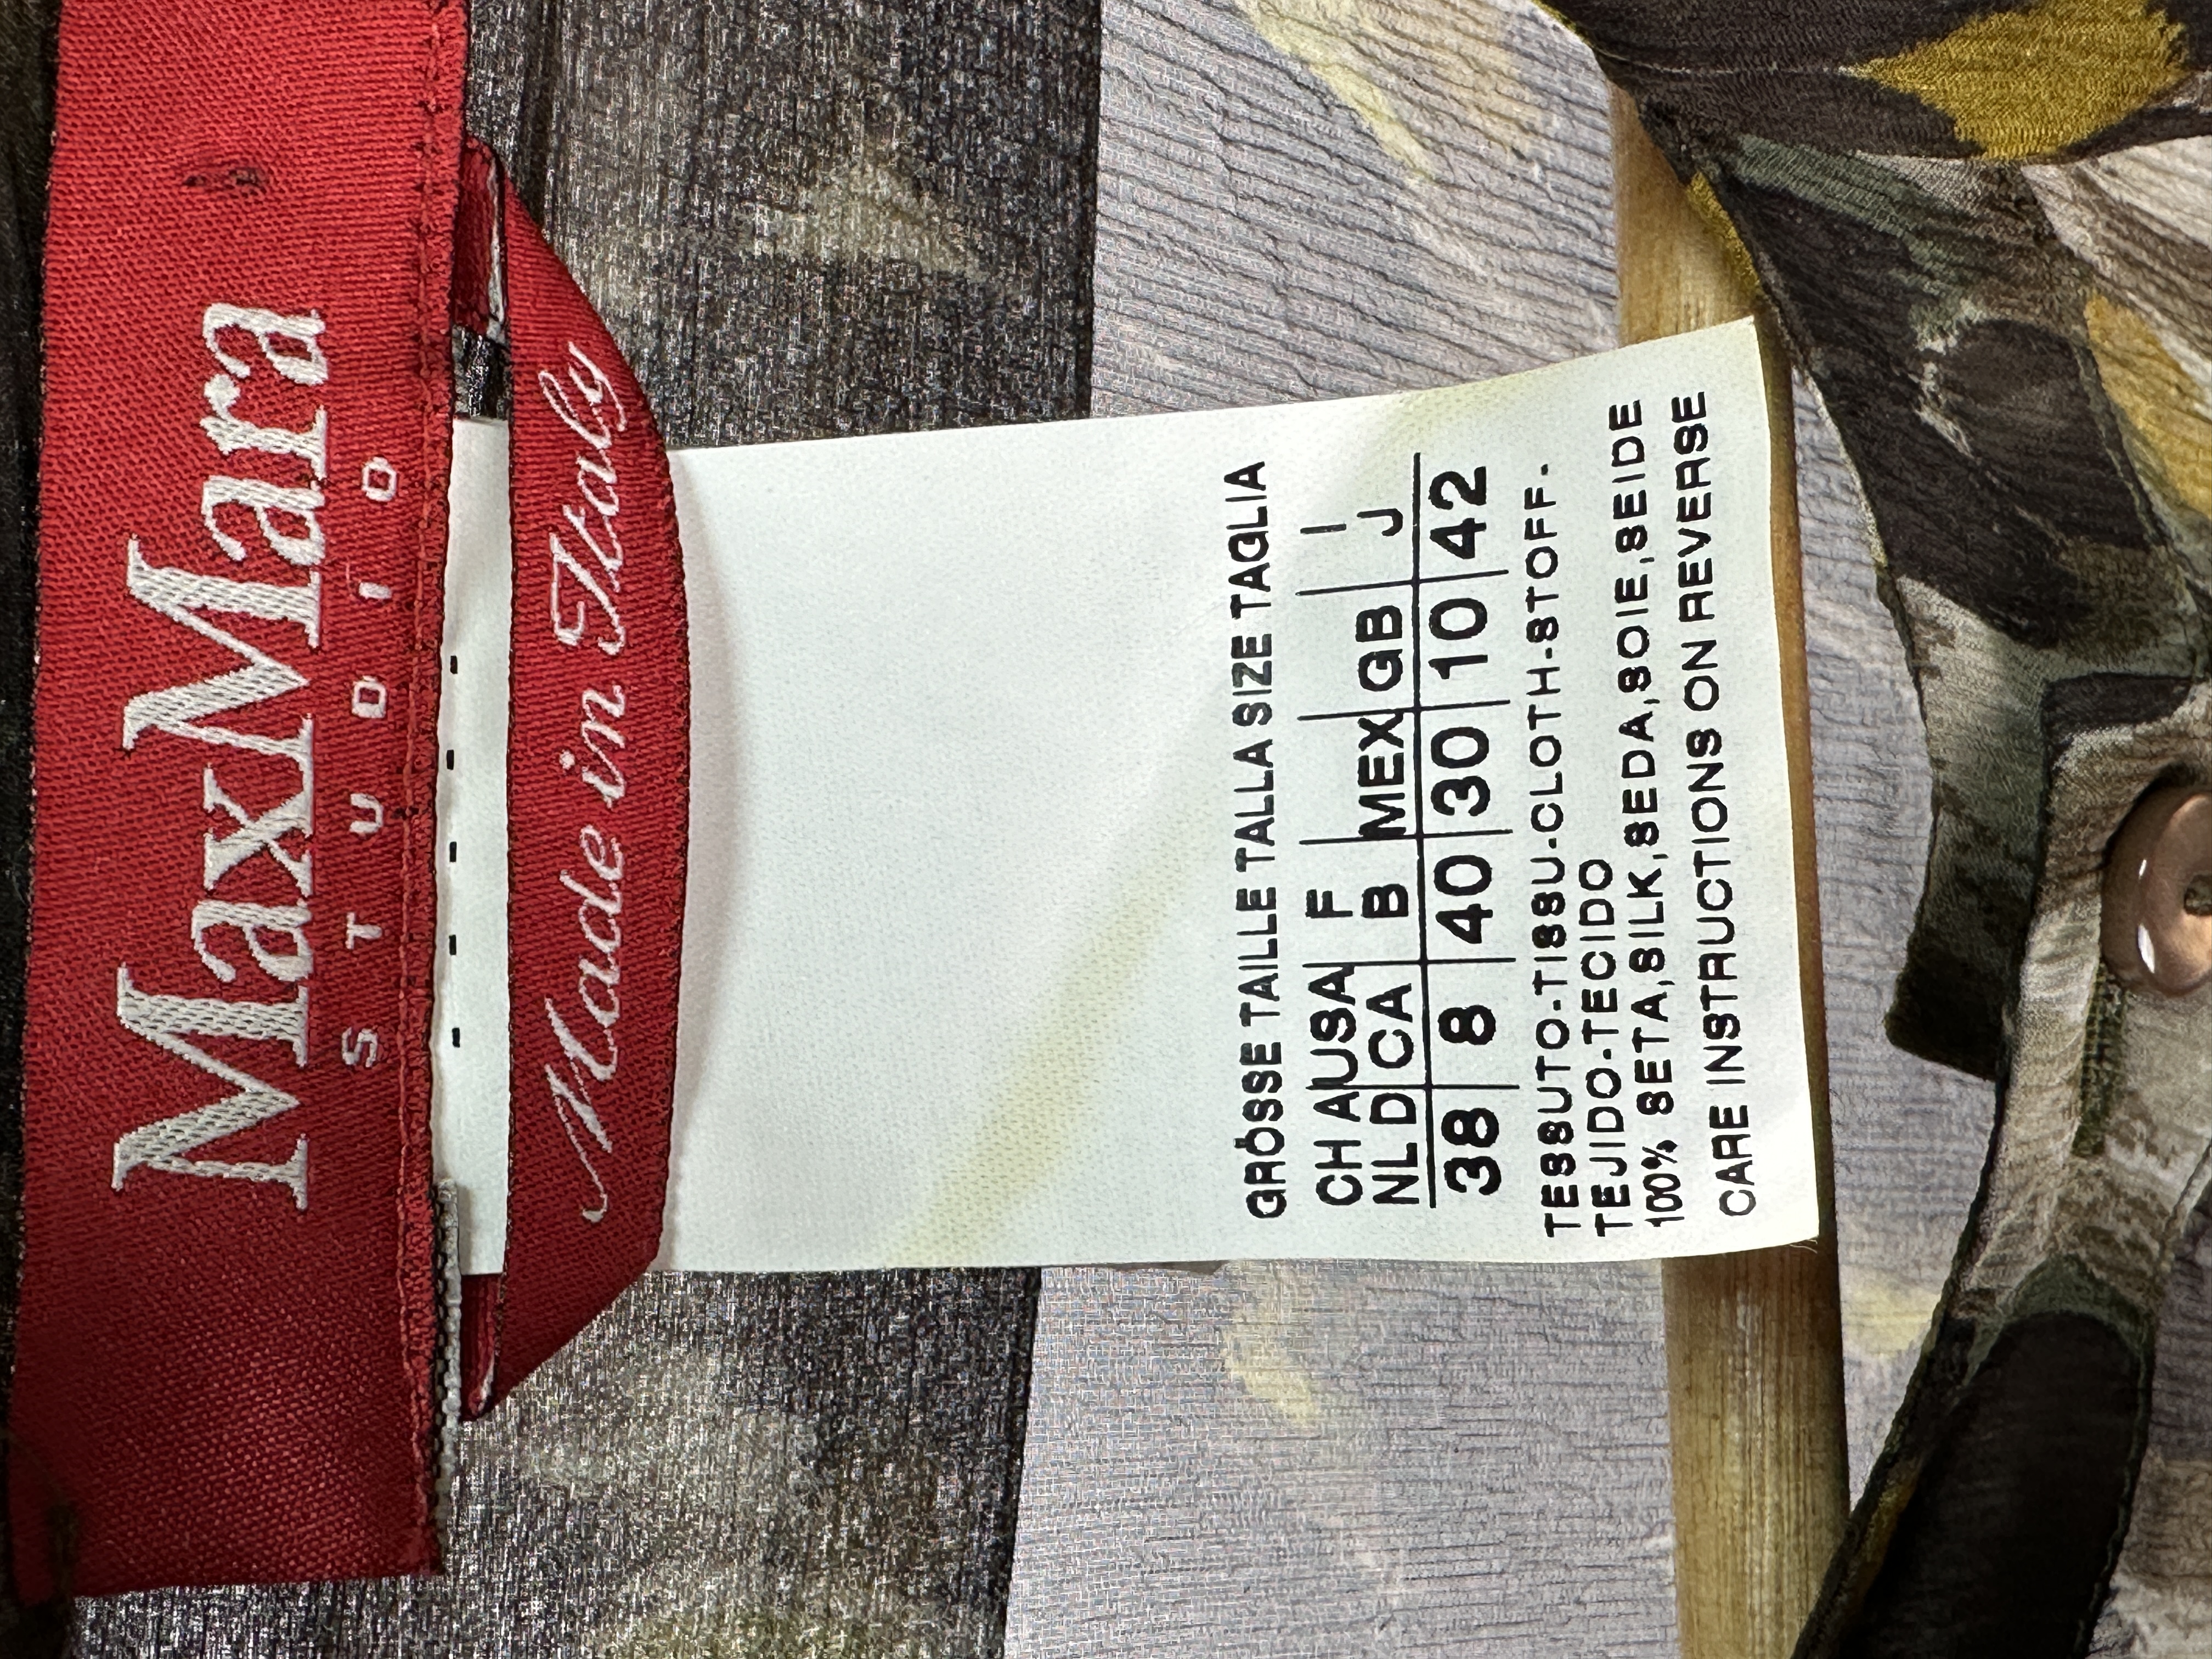 MaxMara
STUDIO
Made in Italy
GRÖSSE TAILLE TALLA SIZE TAGLIA
CH A USA F I
NL D CA B MEX GB J
38 8 40 30 10 42
TESSUTO-TISSU-CLOTH-STOFF.
TEJIDO-TECIDO
100% SETA,SILK,SEDA,SOIE,SEIDE
CARE INSTRUCTIONS ON REVERSE